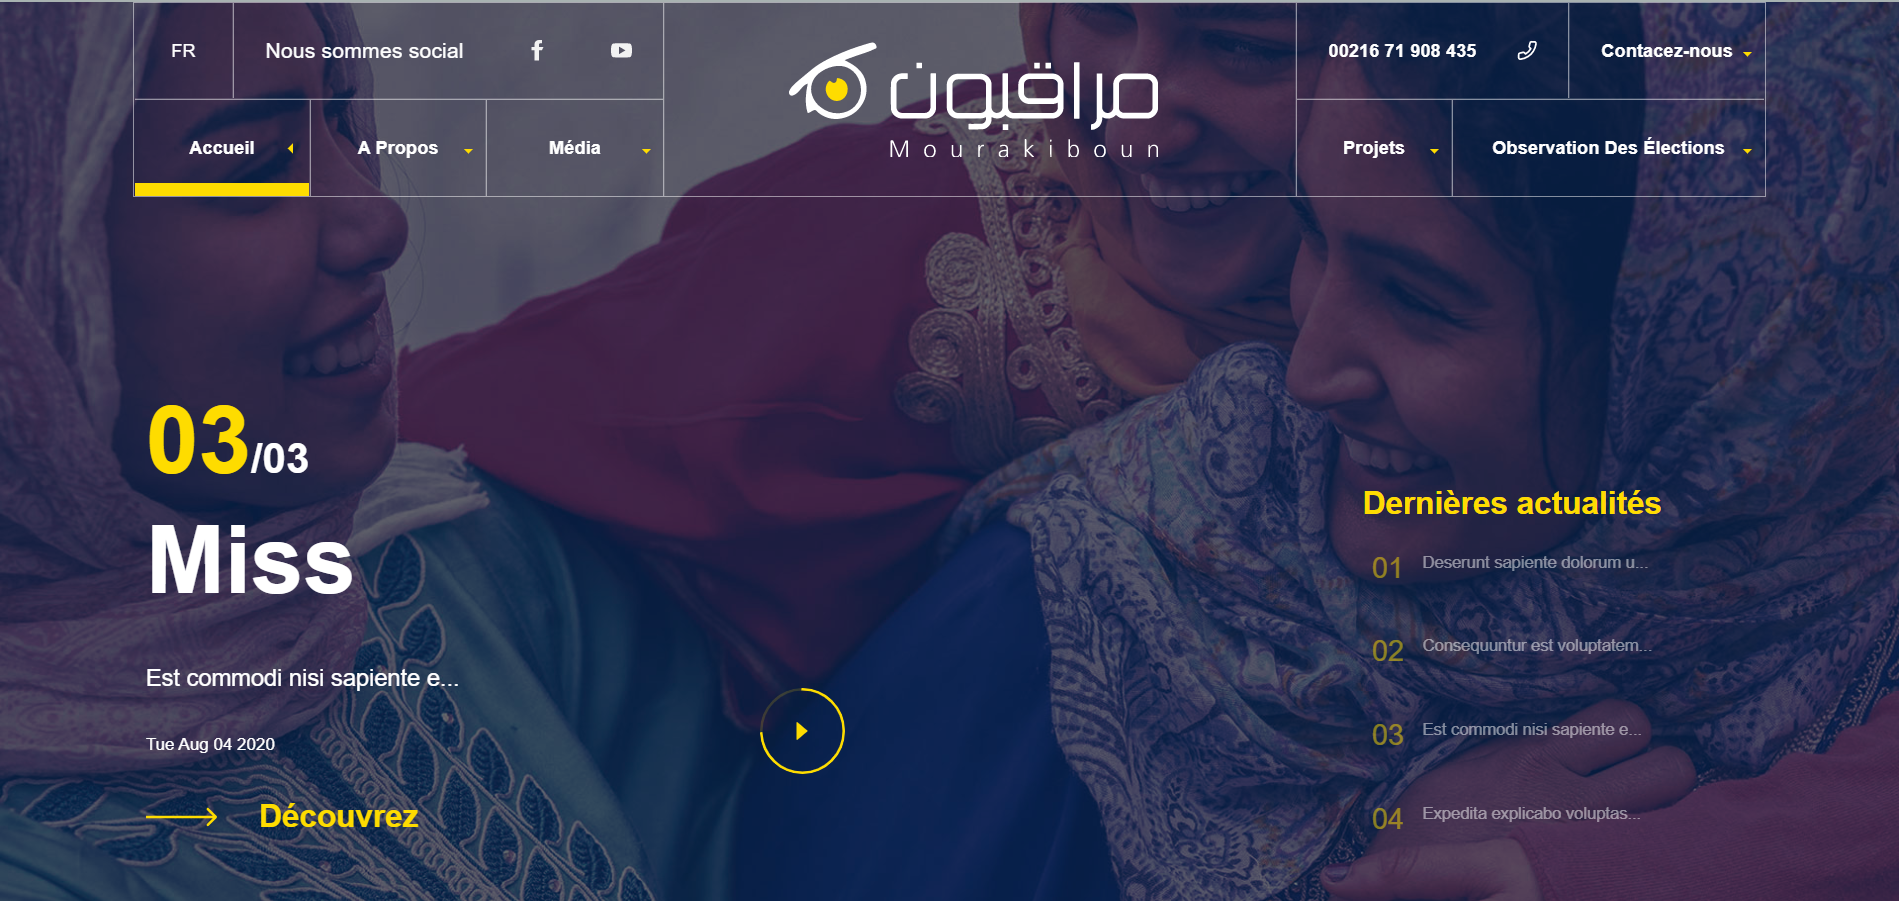 FR
Nous sommes social
00216 71 908 435
Contacez-nous
مراقبون
Mourakiboun
Accueil
A Propos
Média
Projets
Observation Des Élections
03/03
Miss
Est commodi nisi sapiente e...
Tue Aug 04 2020
Découvrez
Dernières actualités
01 Deserunt sapiente dolorum u...
02 Consequuntur est voluptatem...
03 Est commodi nisi sapiente e...
04 Expedita explicabo voluptas...